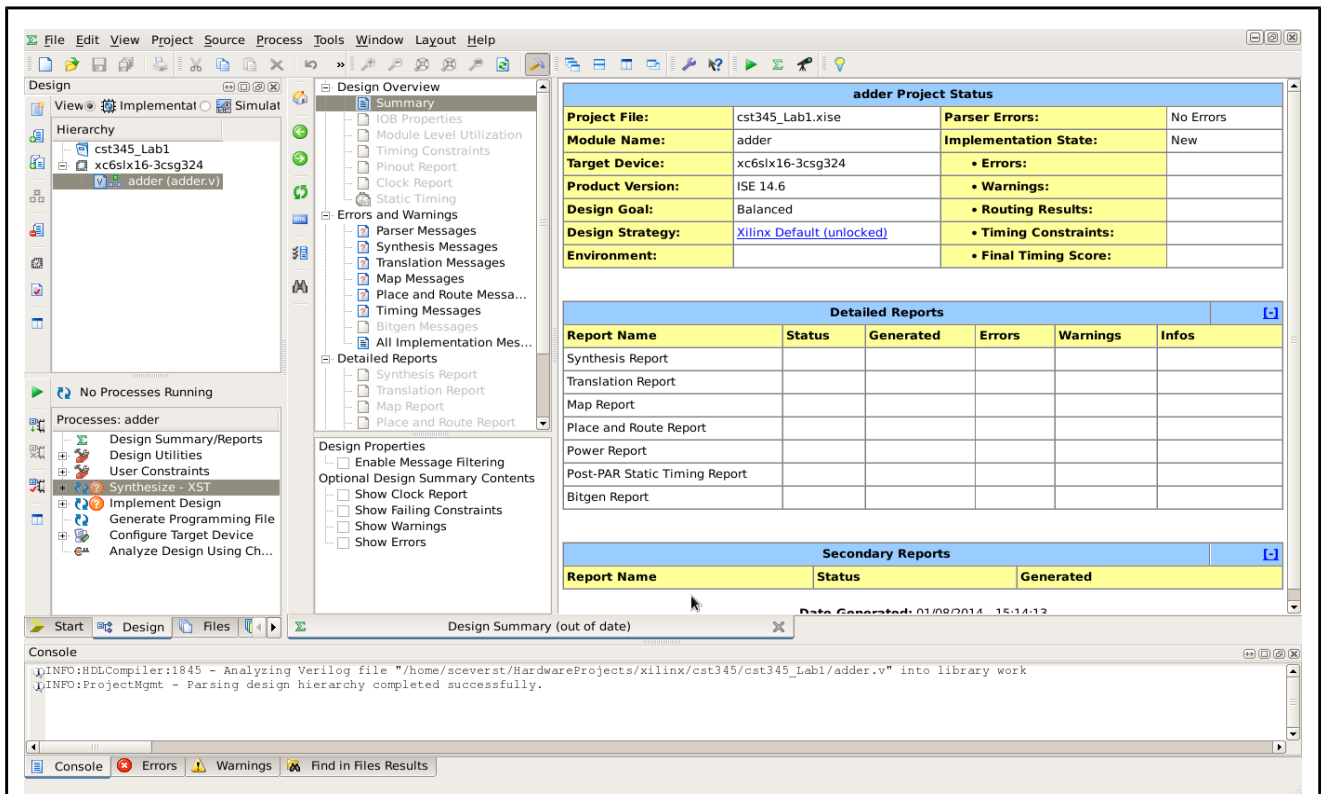 File Edit View Project Source Process Tools Window Layout Help
»
Design
View Implementat Simulat
Hierarchy
cst345_Lab1
xc6slx16-3csg324
adder (adder.v)
No Processes Running
Processes: adder
Design Summary/Reports
Design Utilities
User Constraints
Synthesize - XST
Implement Design
Generate Programming File
Configure Target Device
Analyze Design Using Ch...
Start Design Files
Design Overview
Summary
IOB Properties
Module Level Utilization
Timing Constraints
Pinout Report
Clock Report
Static Timing
Errors and Warnings
Parser Messages
Synthesis Messages
Translation Messages
Map Messages
Place and Route Messa...
Timing Messages
Bitgen Messages
All Implementation Mes...
Detailed Reports
Synthesis Report
Translation Report
Map Report
Place and Route Report
Design Properties
Enable Message Filtering
Optional Design Summary Contents
Show Clock Report
Show Failing Constraints
Show Warnings
Show Errors
adder Project Status
Project File: cst345_Lab1.xise Parser Errors: No Errors
Module Name: adder Implementation State: New
Target Device: xc6slx16-3csg324 • Errors:
Product Version: ISE 14.6 • Warnings:
Design Goal: Balanced • Routing Results:
Design Strategy: Xilinx Default (unlocked) • Timing Constraints:
Environment: • Final Timing Score:
Detailed Reports [-]
Report Name Status Generated Errors Warnings Infos
Synthesis Report
Translation Report
Map Report
Place and Route Report
Power Report
Post-PAR Static Timing Report
Bitgen Report
Secondary Reports [-]
Report Name Status Generated
Date Generated: 01/08/2014 - 15:14:13
Design Summary (out of date)
Console
INFO:HDLCompiler:1845 - Analyzing Verilog file "/home/sceverst/HardwareProjects/xilinx/cst345/cst345_Lab1/adder.v" into library work
INFO:ProjectMgmt - Parsing design hierarchy completed successfully.
Console Errors Warnings Find in Files Results